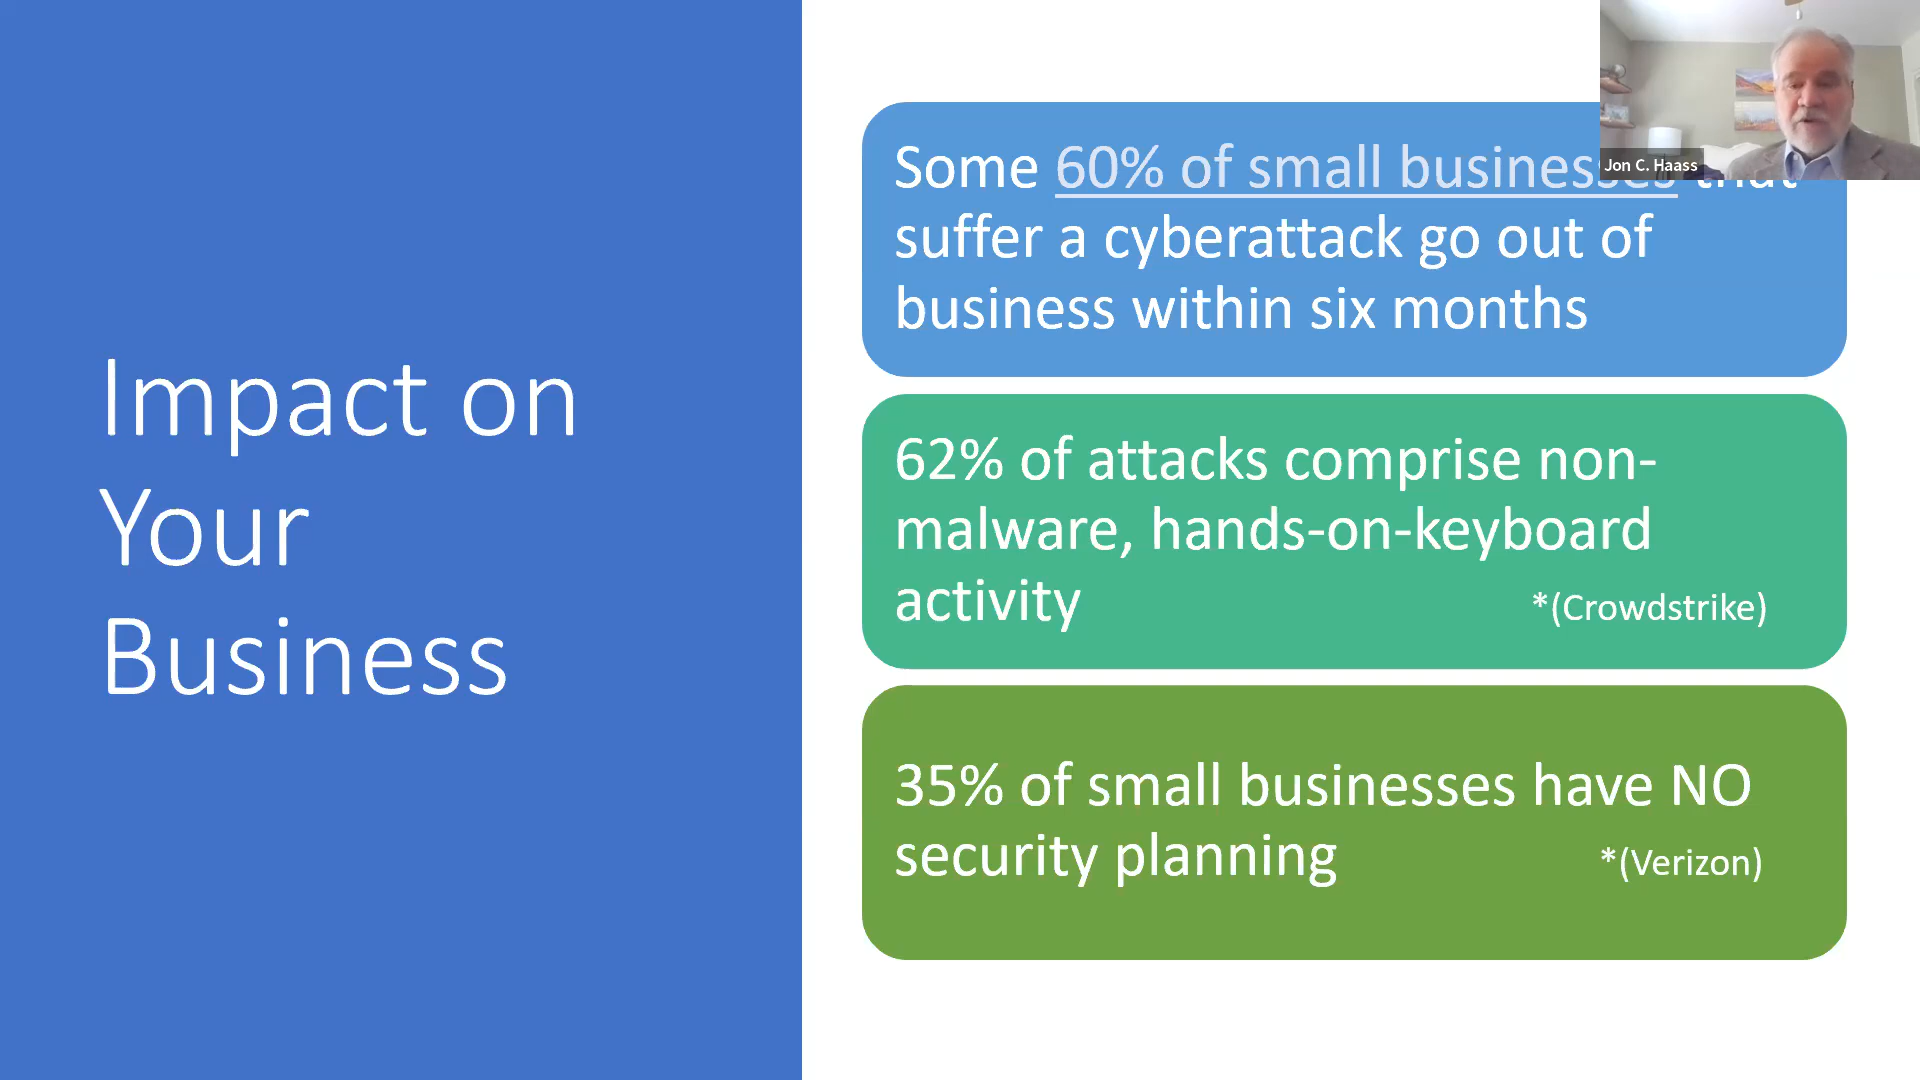 Impact on
Your
Business
Some 60% of small businesses that
suffer a cyberattack go out of
business within six months
62% of attacks comprise non-
malware, hands-on-keyboard
activity *(Crowdstrike)
35% of small businesses have NO
security planning *(Verizon)
Jon C. Haass